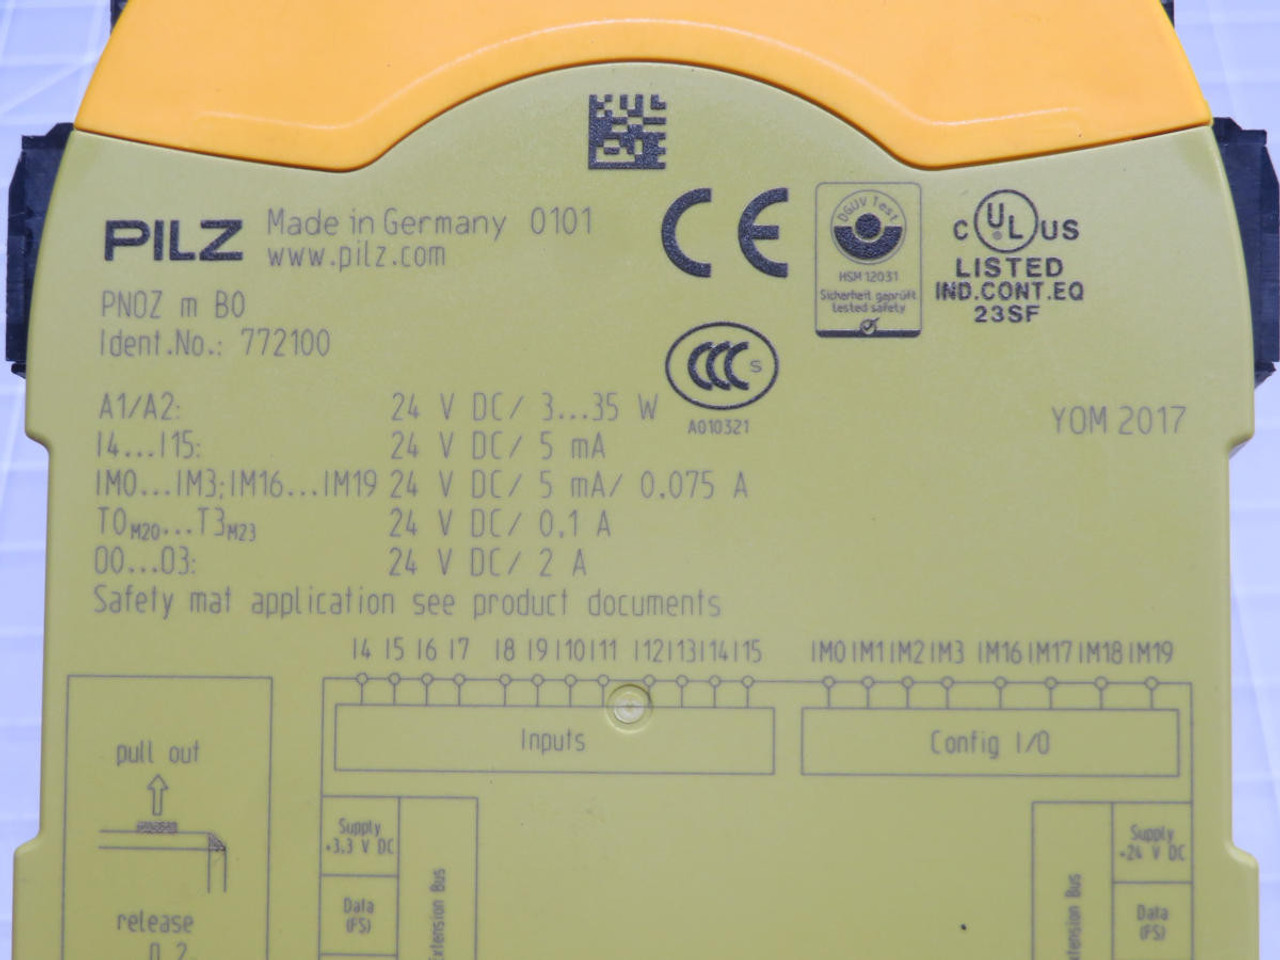 PILZ
Made in Germany 0101
www.pilz.com
PNOZ m B0
Ident.No.: 772100
CE
DGUV Test
HSM 12031
Sicherheit geprüft
tested safety
C UL US
LISTED
IND.CONT.EQ
23SF
CCC S
A010321
YOM 2017
A1/A2: 24 V DC/ 3...35 W
I4...I15: 24 V DC/ 5 mA
IM0...IM3;IM16...IM19 24 V DC/ 5 mA/ 0.075 A
T0M20...T3M23 24 V DC/ 0,1 A
O0...O3: 24 V DC/ 2 A
Safety mat application see product documents
I4 I5 I6 I7 I8 I9 I10 I11 I12 I13 I14 I15 IM0 IM1 IM2 IM3 IM16 IM17 IM18 IM19
Inputs
Config I/O
pull out
release
Supply
+3,3 V DC
Data
(FS)
Bus
Supply
+24 V DC
Data
(FS)
Bus